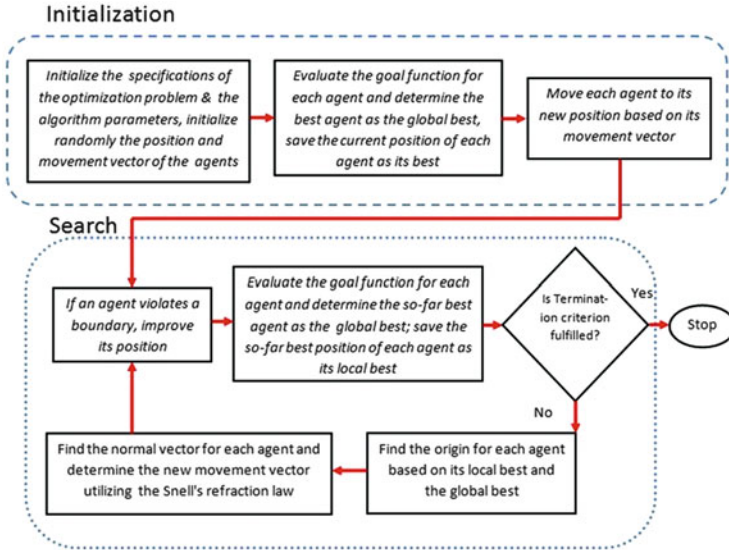 Initialization
Initialize the specifications of
the optimization problem & the
algorithm parameters, initialize
randomly the position and
movement vector of the agents
Evaluate the goal function for
each agent and determine the
best agent as the global best,
save the current position of
each agent as its best
Move each agent to its
new position based on
its movement vector
Search
If an agent violates a
boundary, improve
its position
Evaluate the goal function for each
agent and determine the so-far best
agent as the global best; save the
so-far best position of each agent as
its local best
Is Terminat-
ion criterion
fulfilled?
Yes
Stop
No
Find the origin for each agent
based on its local best and
the global best
Find the normal vector for each agent and
determine the new movement vector
utilizing the Snell's refraction law